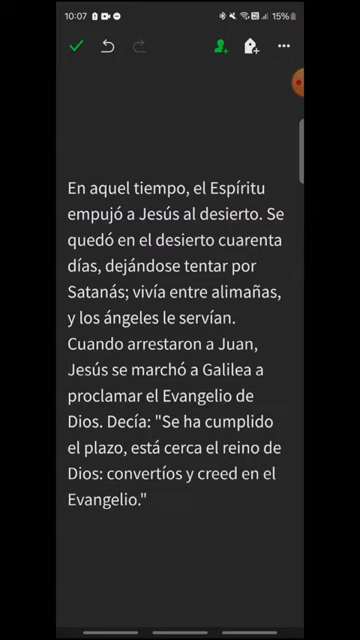 10:07
15%
En aquel tiempo, el Espíritu
empujó a Jesús al desierto. Se
quedó en el desierto cuarenta
días, dejándose tentar por
Satanás; vivía entre alimañas,
y los ángeles le servían.
Cuando arrestaron a Juan,
Jesús se marchó a Galilea a
proclamar el Evangelio de
Dios. Decía: "Se ha cumplido
el plazo, está cerca el reino de
Dios: convertíos y creed en el
Evangelio."